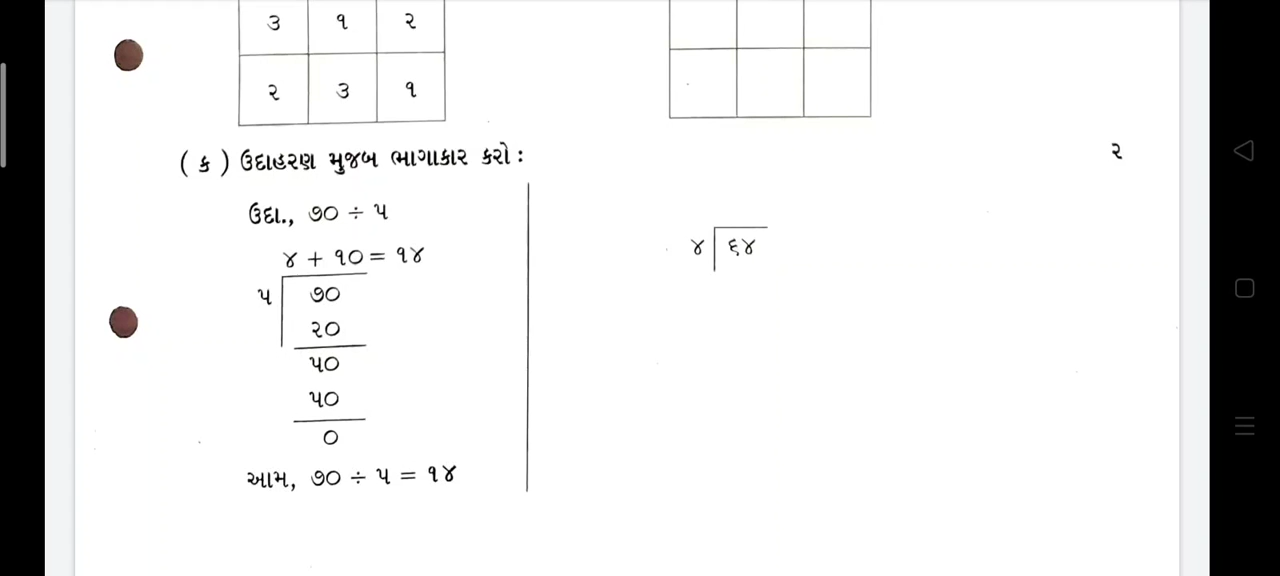 ૩ ૧ ૨
૨ ૩ ૧
( ક ) ઉદાહરણ મુજબ ભાગાકાર કરો : ૨
ઉદા., ૭૦ ÷ ૫
૪ + ૧૦ = ૧૪
૫ ૭૦
૨૦
૫૦
૫૦
૦
આમ, ૭૦ ÷ ૫ = ૧૪
૪ ૬૪